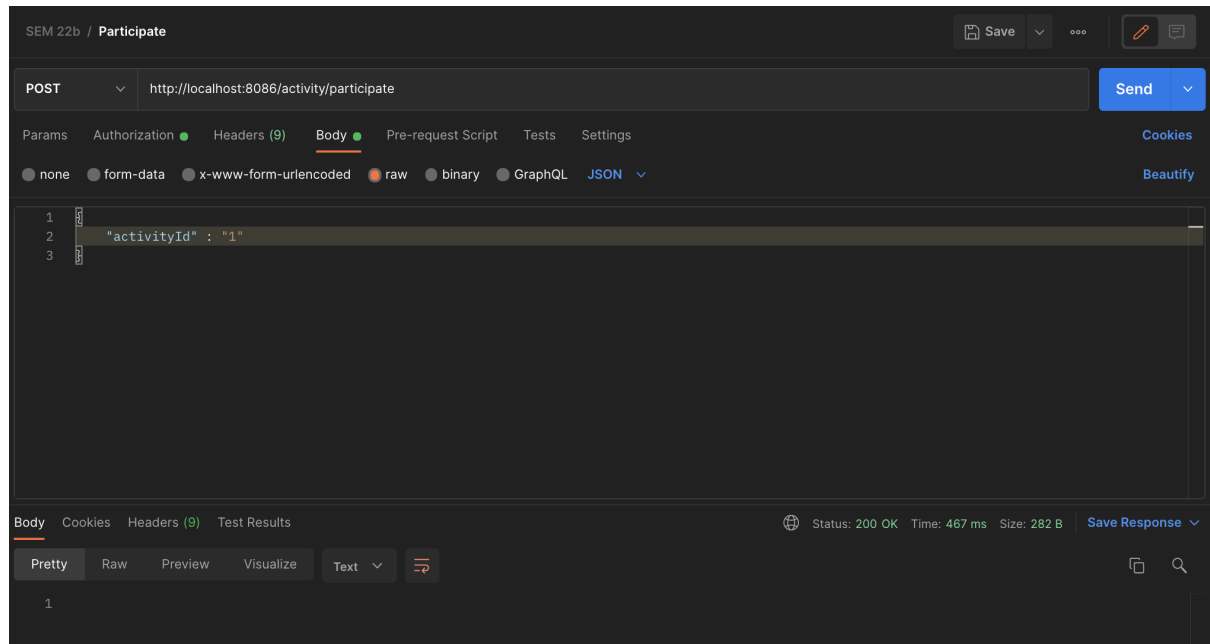 SEM 22b / Participate
Save
POST
http://localhost:8086/activity/participate
Send
Params Authorization Headers (9) Body Pre-request Script Tests Settings Cookies
none form-data x-www-form-urlencoded raw binary GraphQL JSON Beautify
1 {
2 "activityId" : "1"
3 }
Body Cookies Headers (9) Test Results Status: 200 OK Time: 467 ms Size: 282 B Save Response
Pretty Raw Preview Visualize Text
1